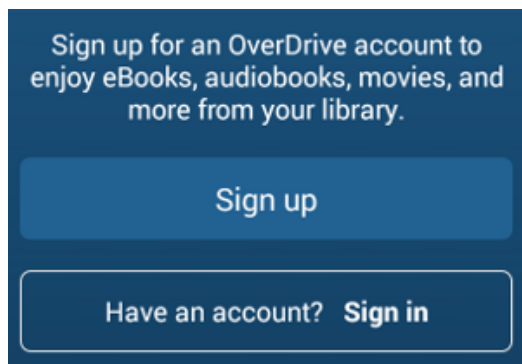 Sign up for an OverDrive account to
enjoy eBooks, audiobooks, movies, and
more from your library.
Sign up
Have an account? Sign in